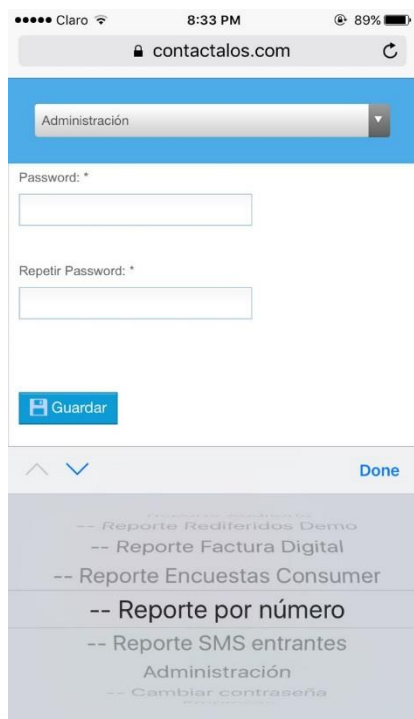 Claro 8:33 PM 89%
contactalos.com
Administración
Password: *
Repetir Password: *
Guardar
Done
-- Reporte Rediferidos Demo
-- Reporte Factura Digital
-- Reporte Encuestas Consumer
-- Reporte por número
-- Reporte SMS entrantes
Administración
-- Cambiar contraseña